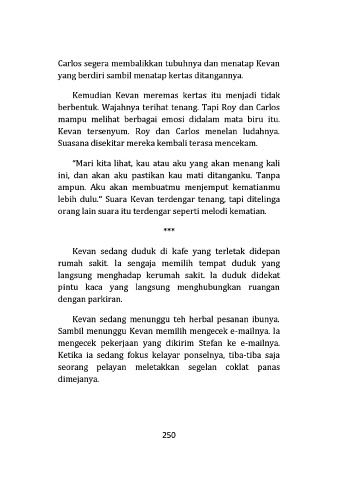 Carlos segera membalikkan tubuhnya dan menatap Kevan
yang berdiri sambil menatap kertas ditangannya.
Kemudian Kevan meremas kertas itu menjadi tidak
berbentuk. Wajahnya terihat tenang. Tapi Roy dan Carlos
mampu melihat berbagai emosi didalam mata biru itu.
Kevan tersenyum. Roy dan Carlos menelan ludahnya.
Suasana disekitar mereka kembali terasa mencekam.
"Mari kita lihat, kau atau aku yang akan menang kali
ini, dan akan aku pastikan kau mati ditanganku. Tanpa
ampun. Aku akan membuatmu menjemput kematianmu
lebih dulu." Suara Kevan terdengar tenang, tapi ditelinga
orang lain suara itu terdengar seperti melodi kematian.
***
Kevan sedang duduk di kafe yang terletak didepan
rumah sakit. Ia sengaja memilih tempat duduk yang
langsung menghadap kerumah sakit. Ia duduk didekat
pintu kaca yang langsung menghubungkan ruangan
dengan parkiran.
Kevan sedang menunggu teh herbal pesanan ibunya.
Sambil menunggu Kevan memilih mengecek e-mailnya. Ia
mengecek pekerjaan yang dikirim Stefan ke e-mailnya.
Ketika ia sedang fokus kelayar ponselnya, tiba-tiba saja
seorang pelayan meletakkan segelan coklat panas
dimejanya.
250